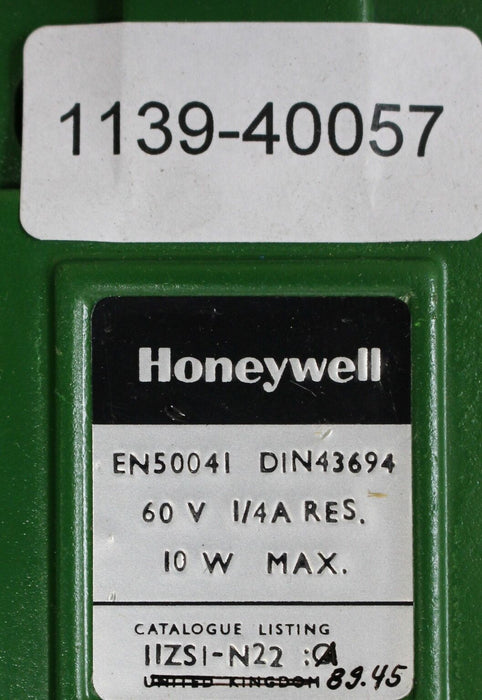 1139-40057
Honeywell
EN50041 DIN43694
60 V 1/4A RES.
10 W MAX.
CATALOGUE LISTING
11ZS1-N22 :A
UNITED KINGDOM 89.45